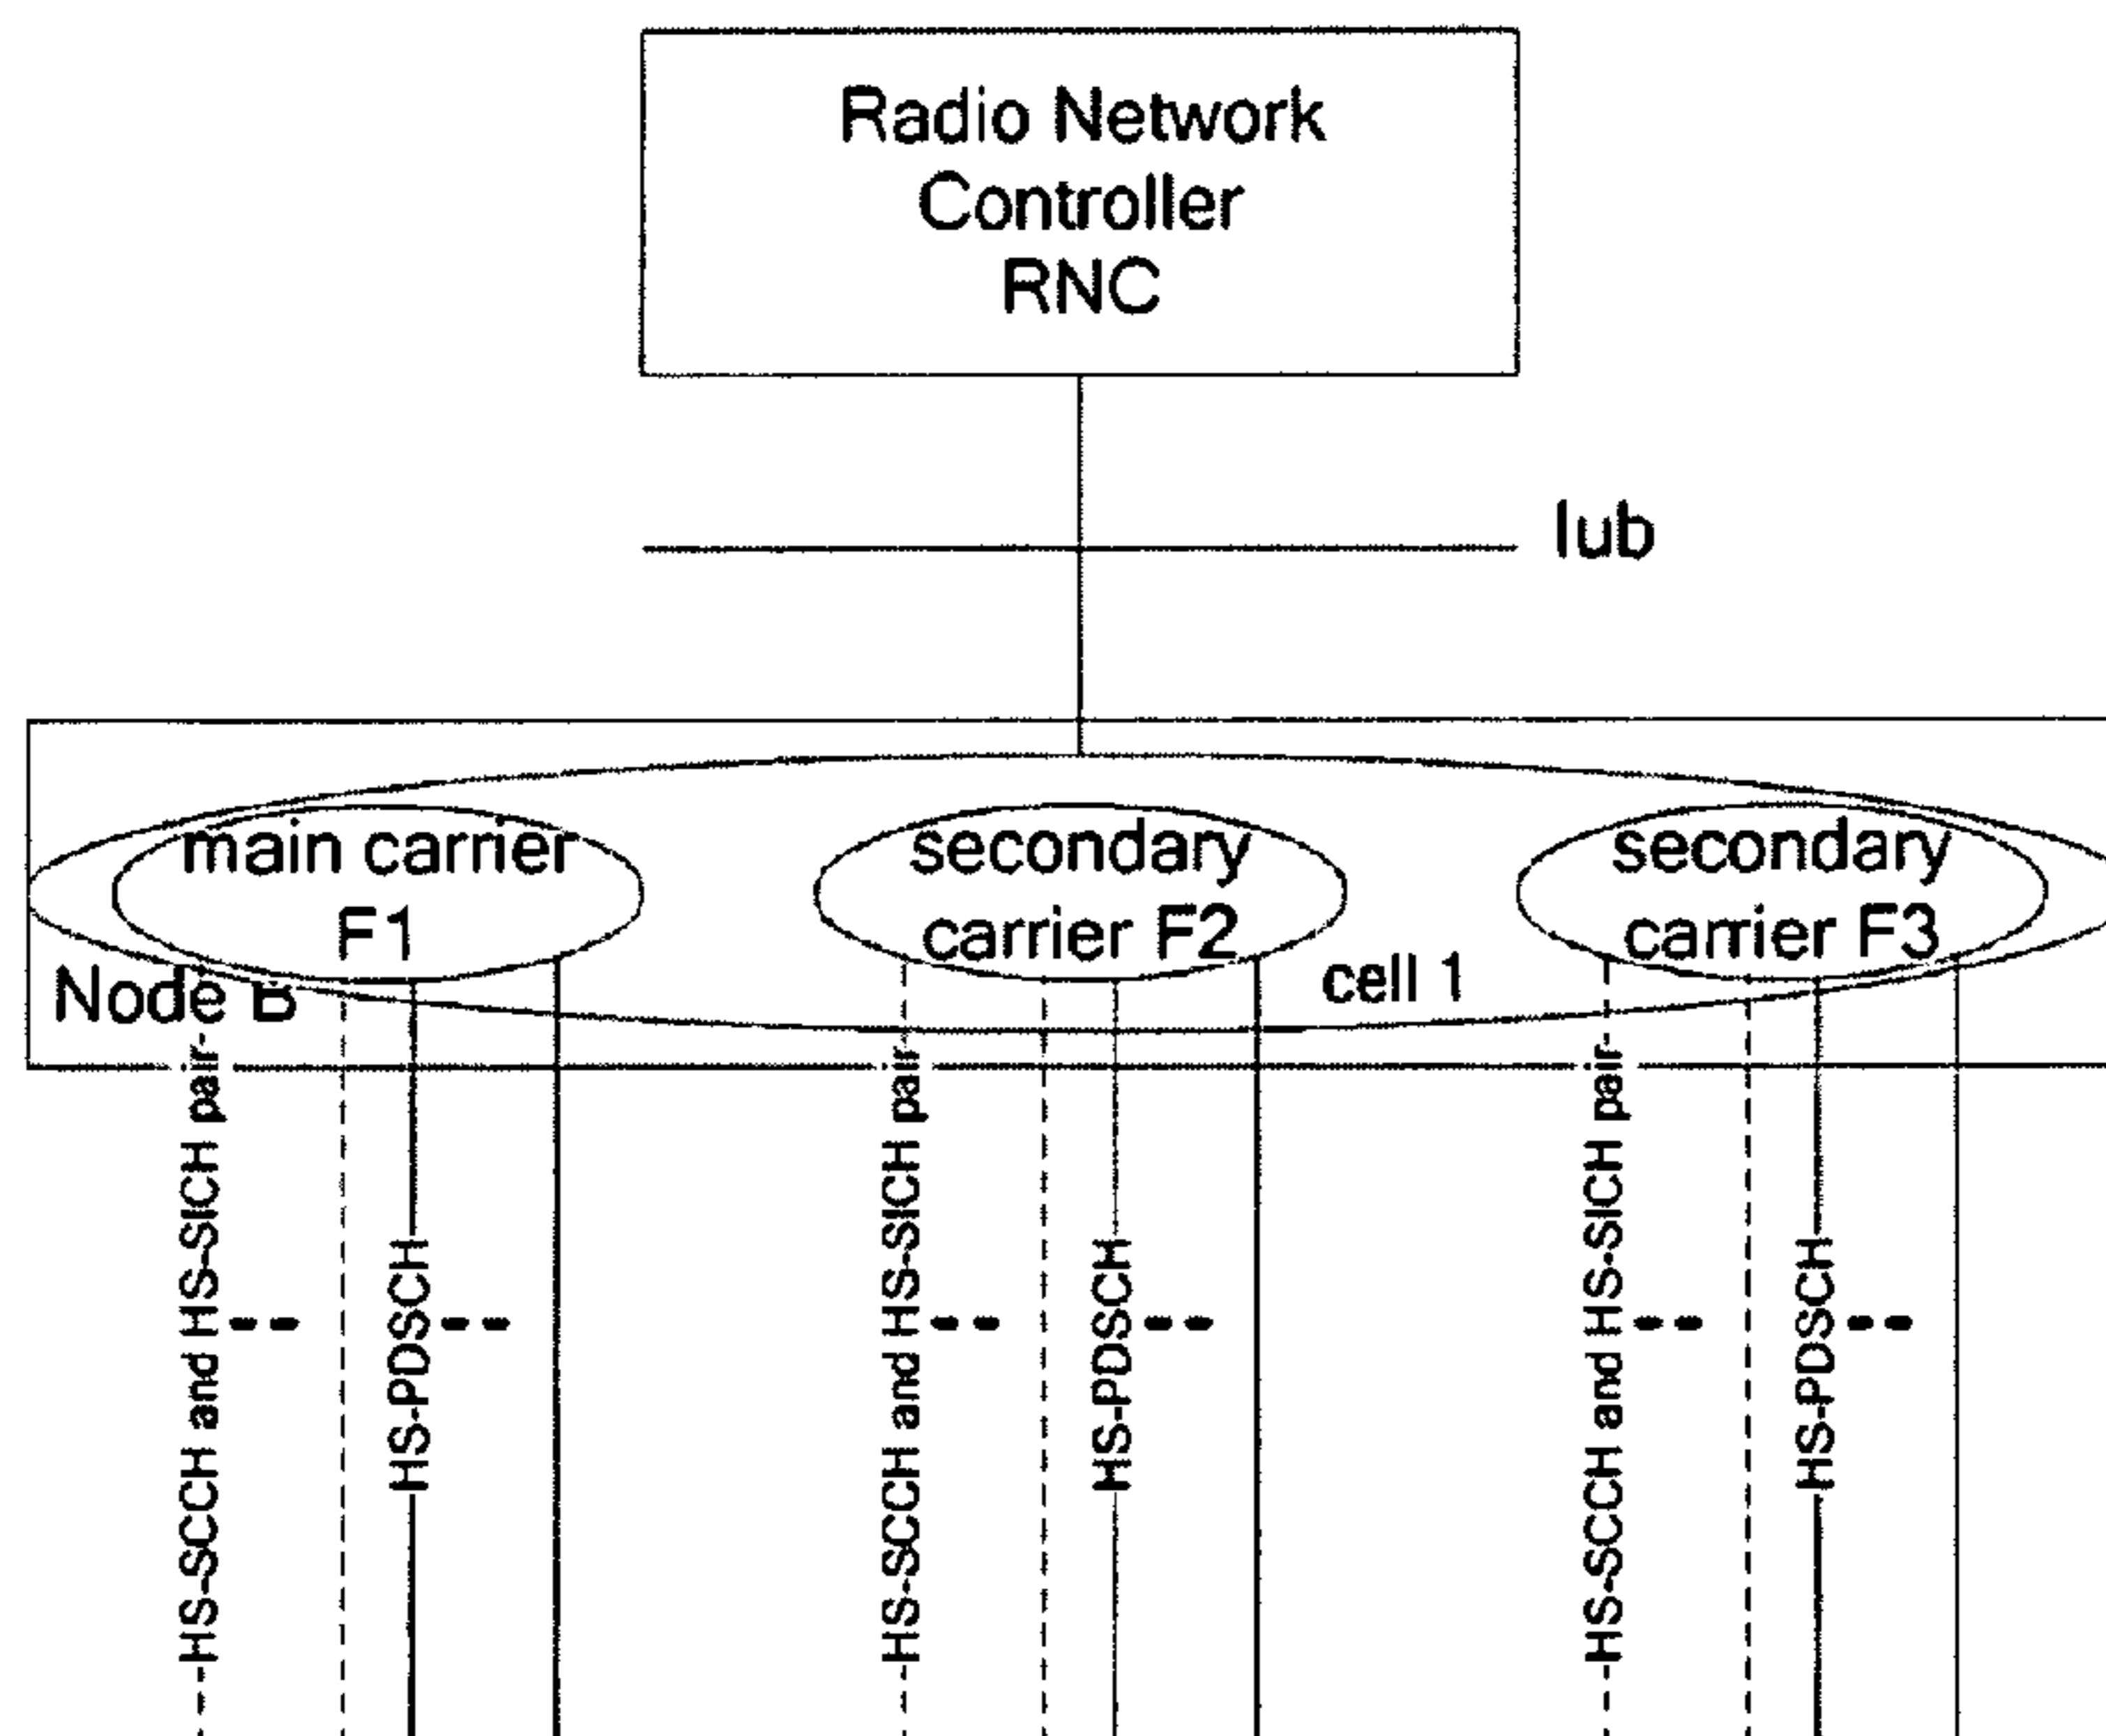 Radio Network
Controller
RNC
Iub
main carrier
F1
secondary
carrier F2
secondary
carrier F3
Node B
cell 1
HS-SCCH and HS-SICH pair
HS-PDSCH
HS-SCCH and HS-SICH pair
HS-PDSCH
HS-SCCH and HS-SICH pair
HS-PDSCH